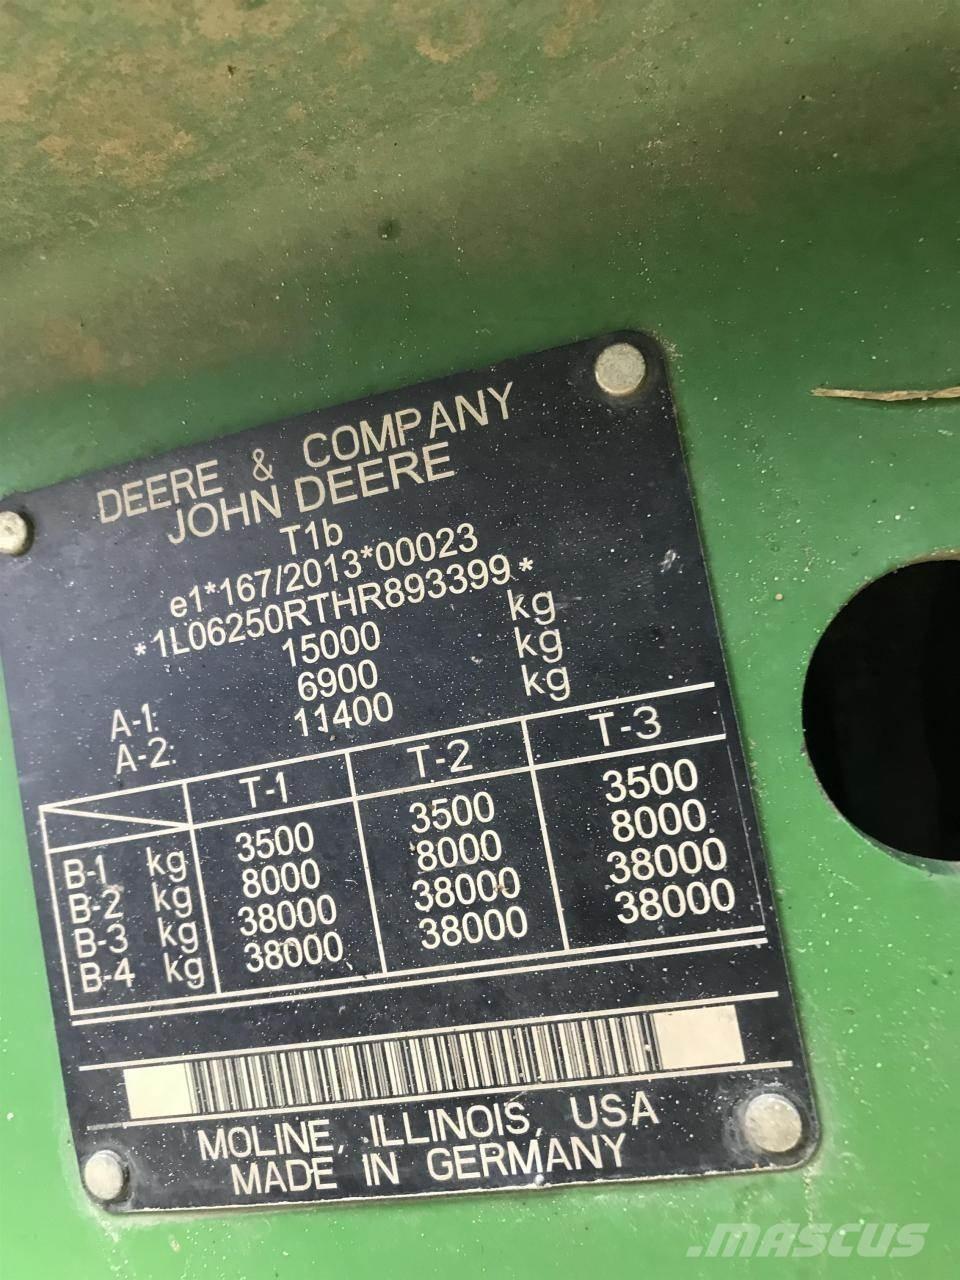 DEERE & COMPANY
JOHN DEERE
T1b
e1*167/2013*00023
*1L06250RTHR893399*
15000 kg
A-1: 6900 kg
A-2: 11400 kg
T-1 T-2 T-3
B-1 kg 3500 3500 3500
B-2 kg 8000 8000 8000
B-3 kg 38000 38000 38000
B-4 kg 38000 38000 38000
MOLINE, ILLINOIS, USA
MADE IN GERMANY
MASCUS